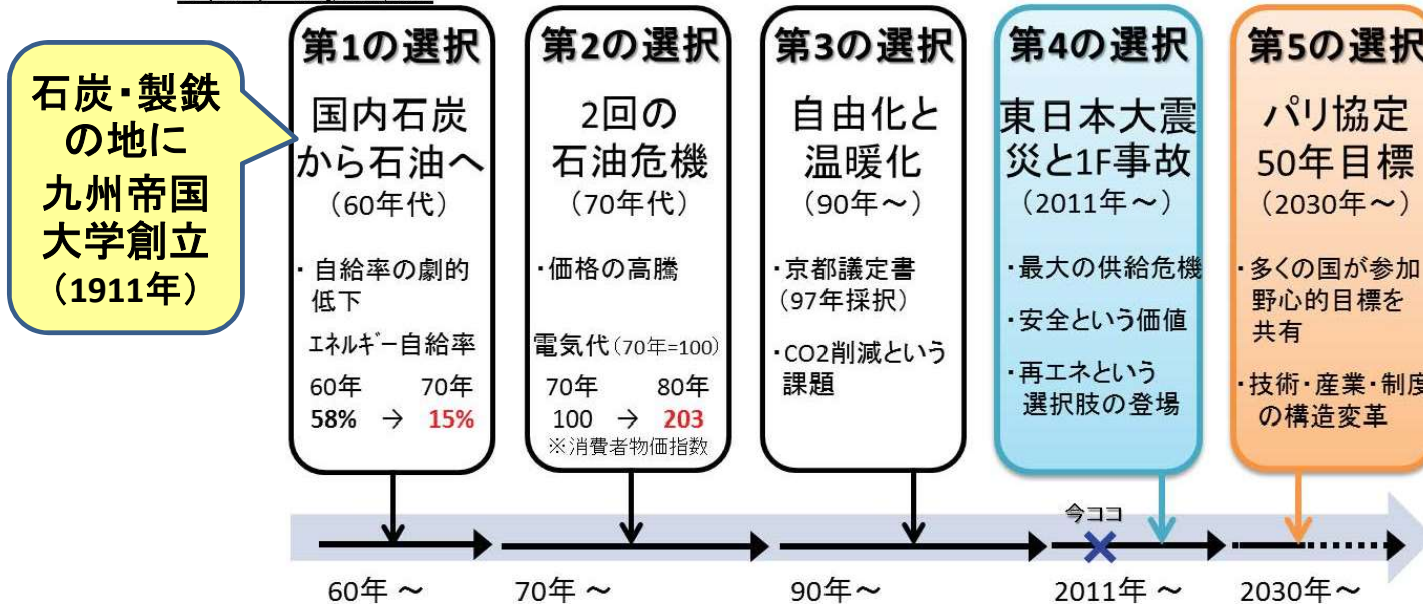 石炭・製鉄
の地に
九州帝国
大学創立
（1911年）
第1の選択
国内石炭
から石油へ
（60年代）
・自給率の劇的
低下
ｴﾈﾙｷﾞｰ自給率
60年 70年
58% → 15%
第2の選択
2回の
石油危機
（70年代）
・価格の高騰
電気代（70年=100）
70年 80年
100 → 203
※消費者物価指数
第3の選択
自由化と
温暖化
（90年～）
・京都議定書
（97年採択）
・CO2削減という
課題
第4の選択
東日本大震
災と1F事故
（2011年～）
・最大の供給危機
・安全という価値
・再エネという
選択肢の登場
第5の選択
パリ協定
50年目標
（2030年～）
・多くの国が参加
野心的目標を
共有
・技術・産業・制度
の構造変革
今ココ
60年～
70年～
90年～
2011年～
2030年～